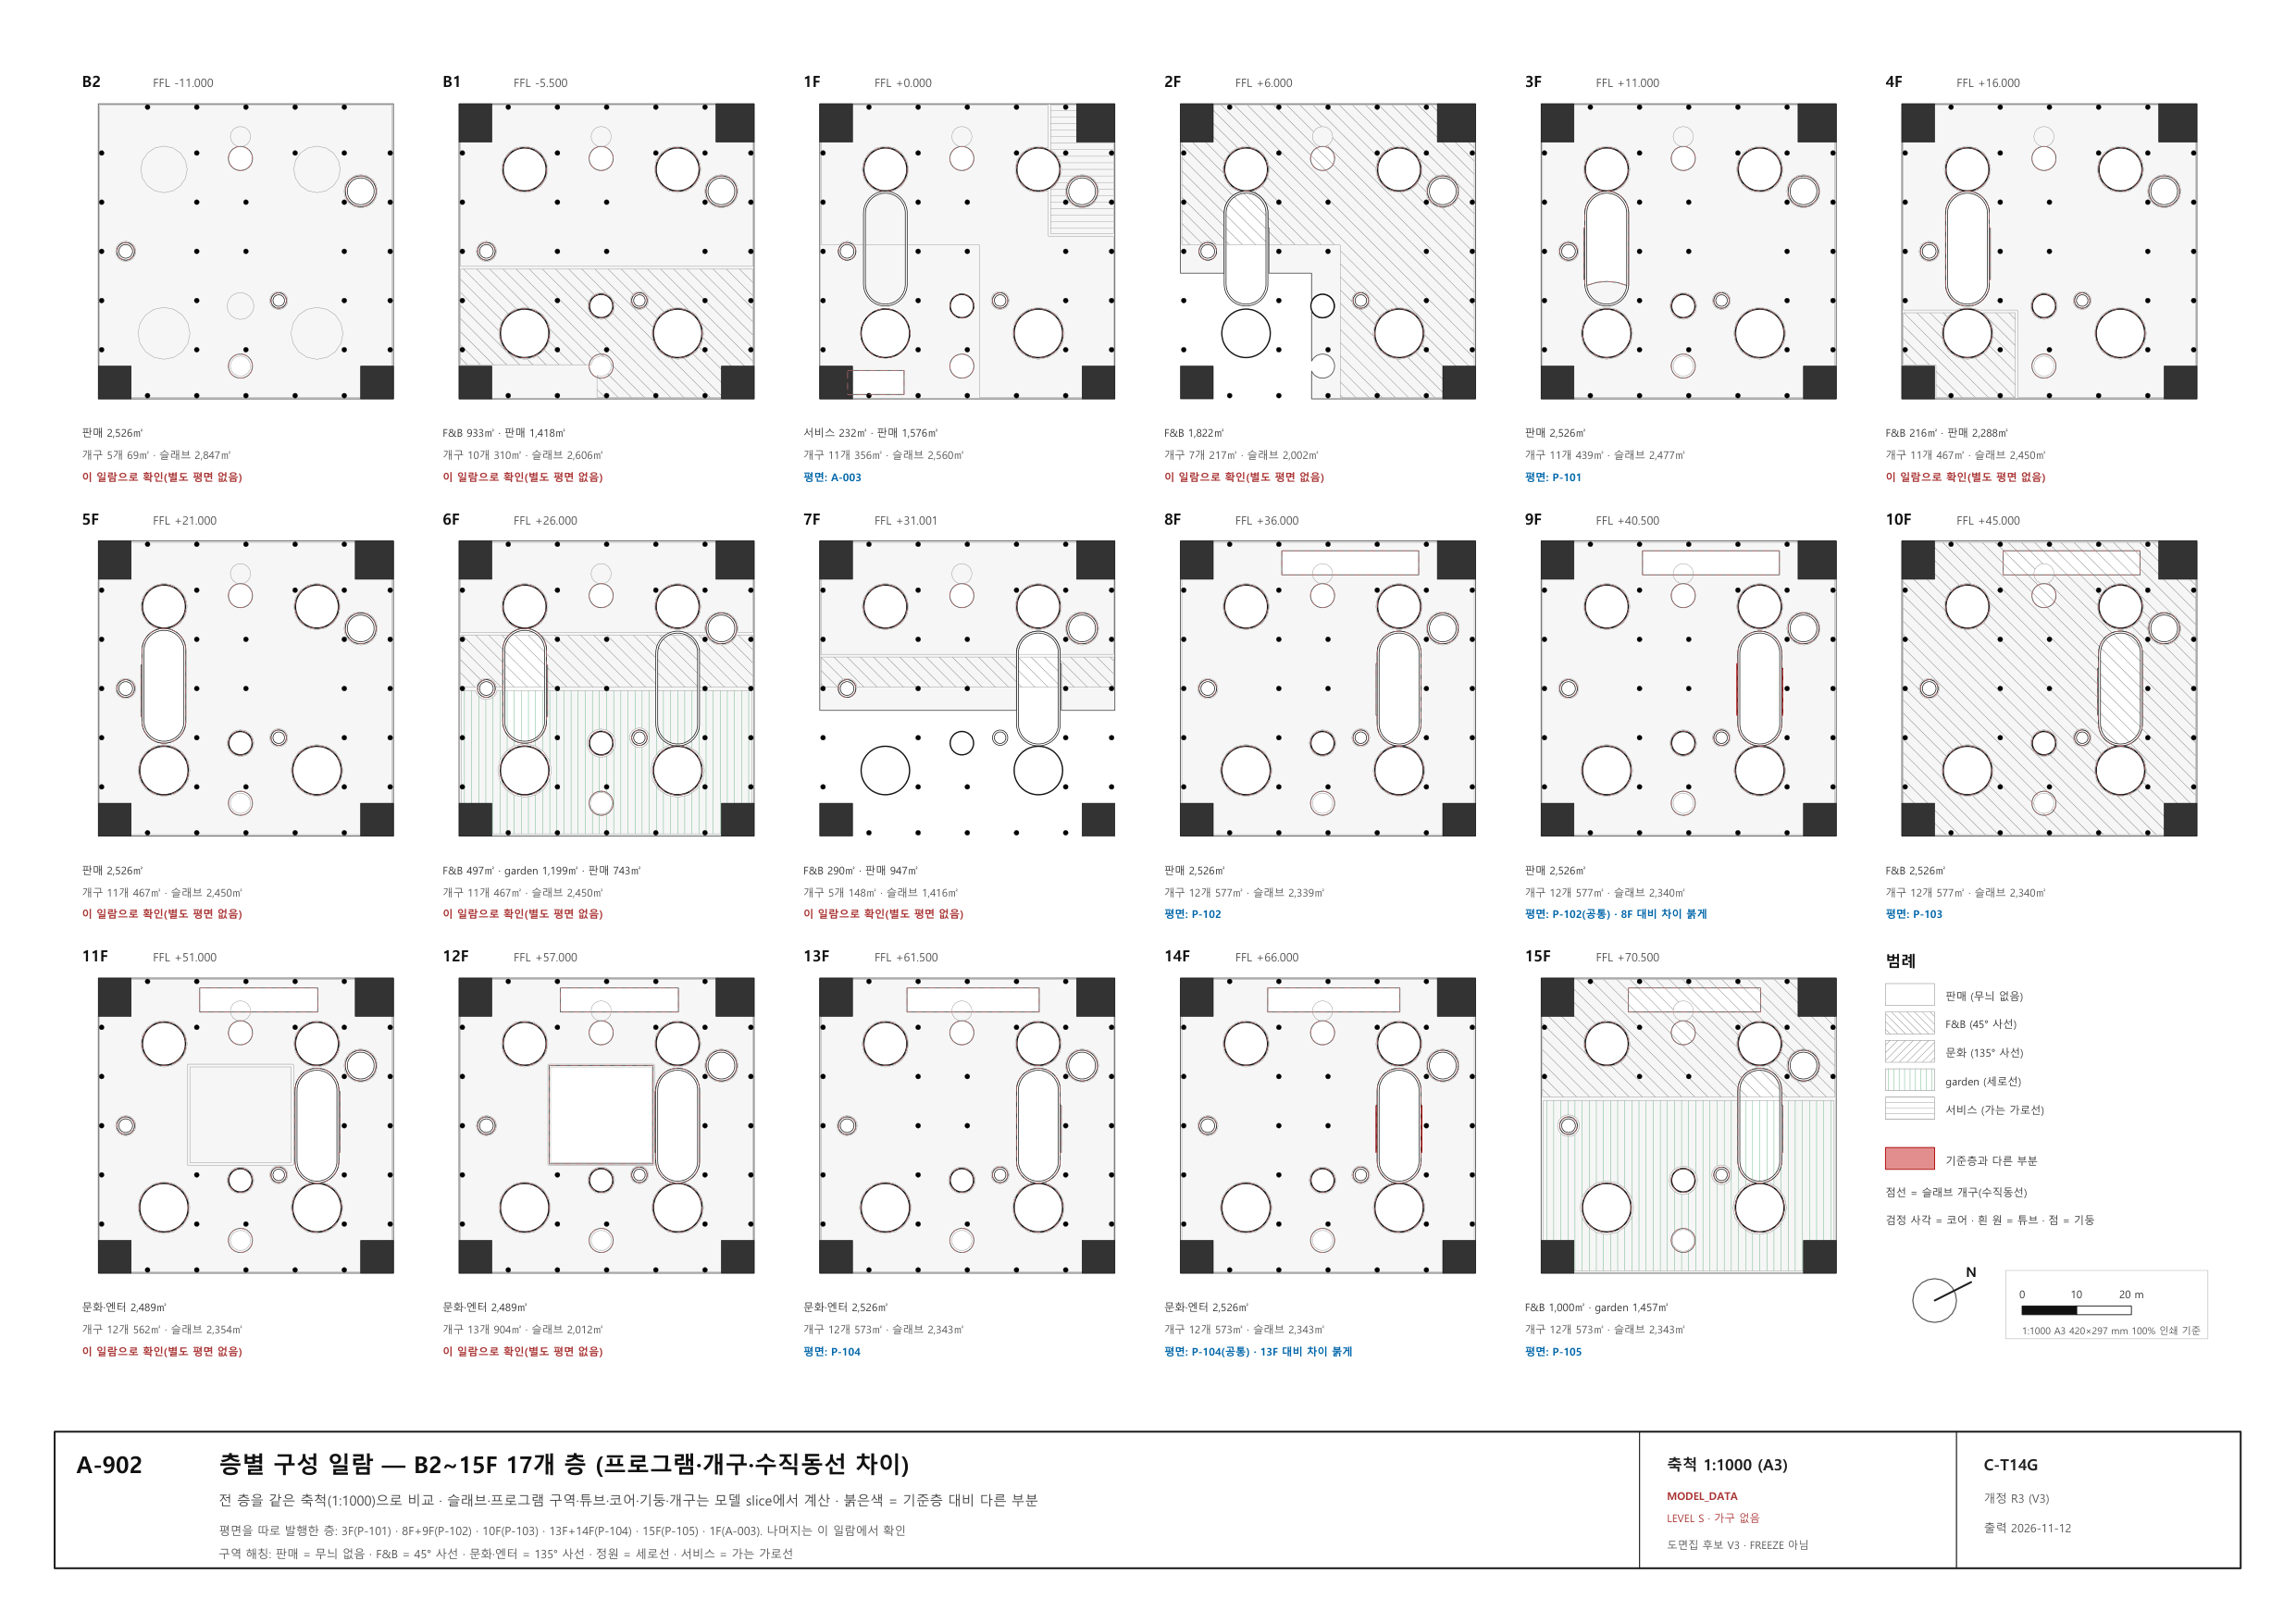 B2 FFL -11.000
판매 2,526㎡
개구 5개 69㎡ · 슬래브 2,847㎡
이 일람으로 확인(별도 평면 없음)
B1 FFL -5.500
F&B 933㎡ · 판매 1,418㎡
개구 10개 310㎡ · 슬래브 2,606㎡
이 일람으로 확인(별도 평면 없음)
1F FFL +0.000
서비스 232㎡ · 판매 1,576㎡
개구 11개 356㎡ · 슬래브 2,560㎡
평면: A-003
2F FFL +6.000
F&B 1,822㎡
개구 7개 217㎡ · 슬래브 2,002㎡
이 일람으로 확인(별도 평면 없음)
3F FFL +11.000
판매 2,526㎡
개구 11개 439㎡ · 슬래브 2,477㎡
평면: P-101
4F FFL +16.000
F&B 216㎡ · 판매 2,288㎡
개구 11개 467㎡ · 슬래브 2,450㎡
이 일람으로 확인(별도 평면 없음)
5F FFL +21.000
판매 2,526㎡
개구 11개 467㎡ · 슬래브 2,450㎡
이 일람으로 확인(별도 평면 없음)
6F FFL +26.000
F&B 497㎡ · garden 1,199㎡ · 판매 743㎡
개구 11개 467㎡ · 슬래브 2,450㎡
이 일람으로 확인(별도 평면 없음)
7F FFL +31.001
F&B 290㎡ · 판매 947㎡
개구 5개 148㎡ · 슬래브 1,416㎡
이 일람으로 확인(별도 평면 없음)
8F FFL +36.000
판매 2,526㎡
개구 12개 577㎡ · 슬래브 2,339㎡
평면: P-102
9F FFL +40.500
판매 2,526㎡
개구 12개 577㎡ · 슬래브 2,340㎡
평면: P-102(공통) · 8F 대비 차이 붉게
10F FFL +45.000
F&B 2,526㎡
개구 12개 577㎡ · 슬래브 2,340㎡
평면: P-103
11F FFL +51.000
문화·엔터 2,489㎡
개구 12개 562㎡ · 슬래브 2,354㎡
이 일람으로 확인(별도 평면 없음)
12F FFL +57.000
문화·엔터 2,489㎡
개구 13개 904㎡ · 슬래브 2,012㎡
이 일람으로 확인(별도 평면 없음)
13F FFL +61.500
문화·엔터 2,526㎡
개구 12개 573㎡ · 슬래브 2,343㎡
평면: P-104
14F FFL +66.000
문화·엔터 2,526㎡
개구 12개 573㎡ · 슬래브 2,343㎡
평면: P-104(공통) · 13F 대비 차이 붉게
15F FFL +70.500
F&B 1,000㎡ · garden 1,457㎡
개구 12개 573㎡ · 슬래브 2,343㎡
평면: P-105
범례
판매 (무늬 없음)
F&B (45° 사선)
문화 (135° 사선)
garden (세로선)
서비스 (가는 가로선)
기준층과 다른 부분
점선 = 슬래브 개구(수직동선)
검정 사각 = 코어 · 흰 원 = 튜브 · 점 = 기둥
N
0 10 20 m
1:1000 A3 420×297 mm 100% 인쇄 기준
A-902
층별 구성 일람 — B2~15F 17개 층 (프로그램·개구·수직동선 차이)
전 층을 같은 축척(1:1000)으로 비교 · 슬래브·프로그램 구역·튜브·코어·기둥·개구는 모델 slice에서 계산 · 붉은색 = 기준층 대비 다른 부분
평면을 따로 발행한 층: 3F(P-101) · 8F+9F(P-102) · 10F(P-103) · 13F+14F(P-104) · 15F(P-105) · 1F(A-003). 나머지는 이 일람에서 확인
구역 해칭: 판매 = 무늬 없음 · F&B = 45° 사선 · 문화·엔터 = 135° 사선 · 정원 = 세로선 · 서비스 = 가는 가로선
축척 1:1000 (A3)
MODEL_DATA
LEVEL S · 가구 없음
도면집 후보 V3 · FREEZE 아님
C-T14G
개정 R3 (V3)
출력 2026-11-12